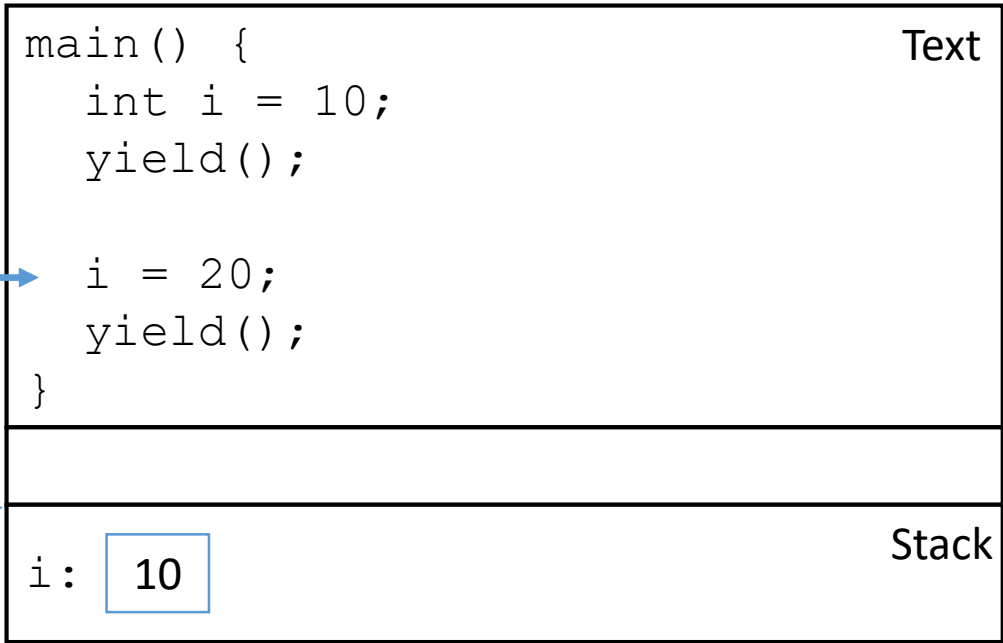 main() {
Text
  int i = 10;
  yield();
  i = 20;
  yield();
}
Stack
i: 10